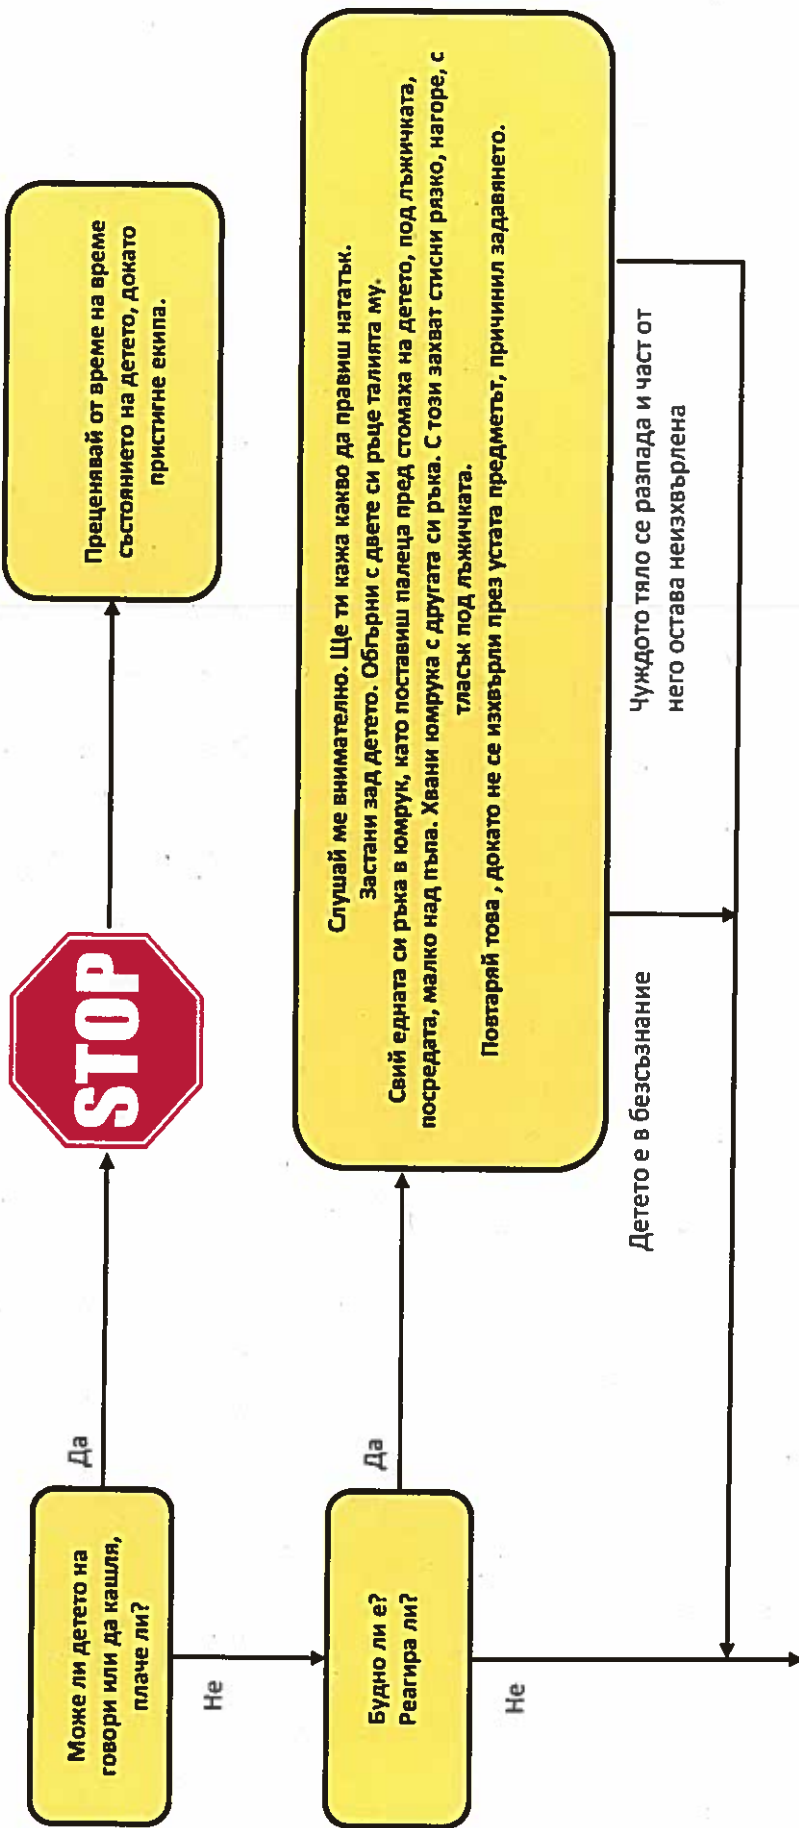 Може ли детето на
говори или да кашля,
плаче ли?
Да
STOP
Преценявай от време на време
състоянието на детето, докато
пристигне екипа.
Не
Будно ли е?
Реагира ли?
Да
Слушай ме внимателно. Ще ти кажа какво да правиш нататък.
Застани зад детето. Обгърни с двете си ръце талията му.
Свий едната си ръка в юмрук, като поставиш палеца пред стомаха на детето, под лъжичката,
посредата, малко над пъпа. Хвани юмрука с другата си ръка. С този захват стисни рязко, нагоре, с
тласък под лъжичката.
Повтаряй това , докато не се изхвърли през устата предметът, причинил задавянето.
Не
Детето е в безсъзнание
Чуждото тяло се разпада и част от
него остава неизхвърлена